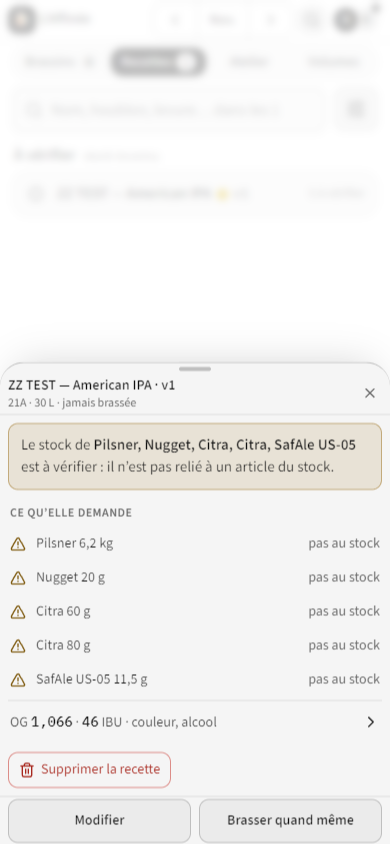 ZZ TEST — American IPA · v1
21A · 30 L · jamais brassée
Le stock de Pilsner, Nugget, Citra, Citra, SafAle US-05
est à vérifier : il n'est pas relié à un article du stock.
CE QU'ELLE DEMANDE
Pilsner 6,2 kg pas au stock
Nugget 20 g pas au stock
Citra 60 g pas au stock
Citra 80 g pas au stock
SafAle US-05 11,5 g pas au stock
OG 1,066 · 46 IBU · couleur, alcool
Supprimer la recette
Modifier Brasser quand même